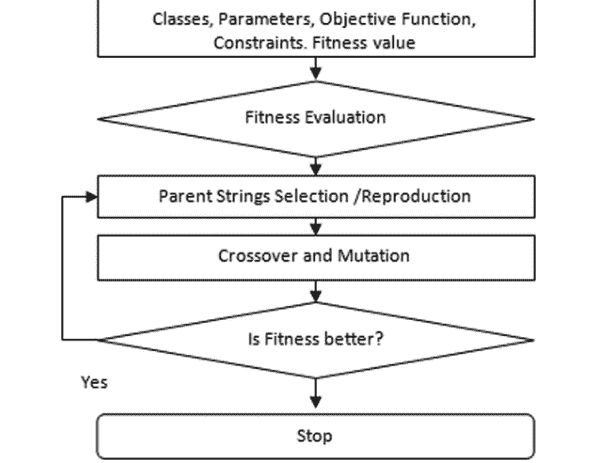 Classes, Parameters, Objective Function,
Constraints. Fitness value
Fitness Evaluation
Parent Strings Selection /Reproduction
Crossover and Mutation
Is Fitness better?
Yes
Stop